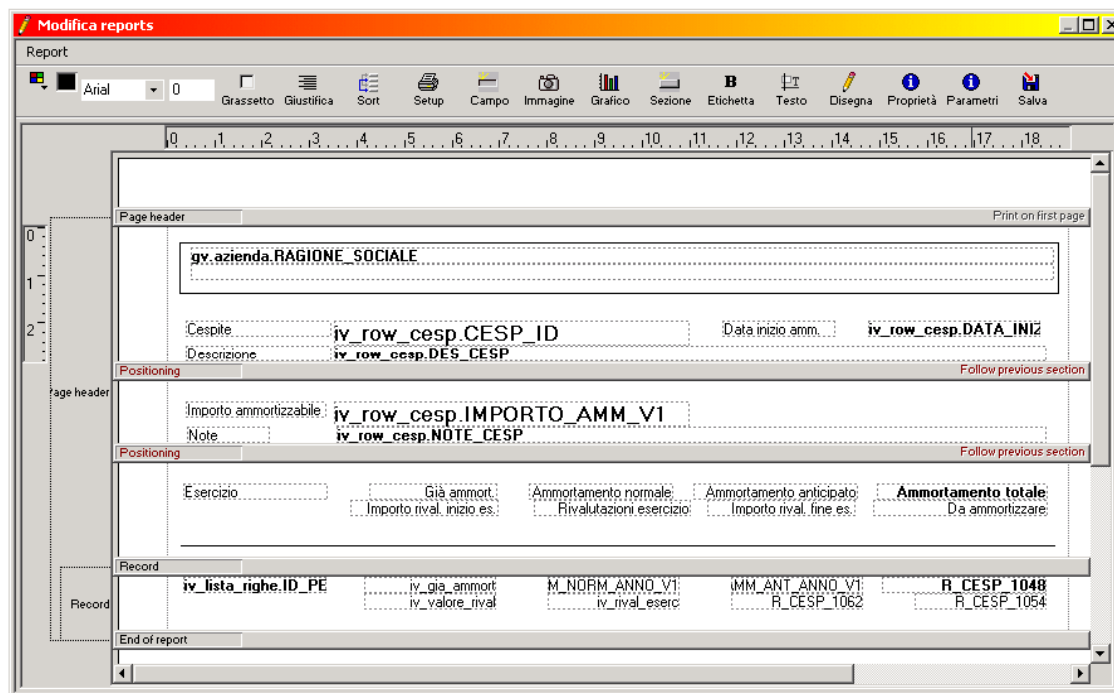 Modifica reports
Report
Arial 0 Grassetto Giustifica Sort Setup Campo Immagine Grafico Sezione Etichetta Testo Disegna Proprietà Parametri Salva
0 1 2 3 4 5 6 7 8 9 10 11 12 13 14 15 16 17 18
Page header Print on first page
0
gv.azienda.RAGIONE_SOCIALE
1
2
Cespite iv_row_cesp.CESP_ID Data inizio amm. iv_row_cesp.DATA_INIZ
Descrizione iv_row_cesp.DES_CESP
Positioning Follow previous section
Page header
Importo ammortizzabile iv_row_cesp.IMPORTO_AMM_V1
Note iv_row_cesp.NOTE_CESP
Positioning Follow previous section
Esercizio Già ammort. Ammortamento normale Ammortamento anticipato Ammortamento totale
Importo rival. inizio es. Rivalutazioni esercizio Importo rival. fine es. Da ammortizzare
Record
iv_lista_righe.ID_PE iv_gia_ammort M_NORM_ANNO_V1 MM_ANT_ANNO_V1 R_CESP_1048
Record iv_valore_rival iv_rival_eserc R_CESP_1062 R_CESP_1054
End of report